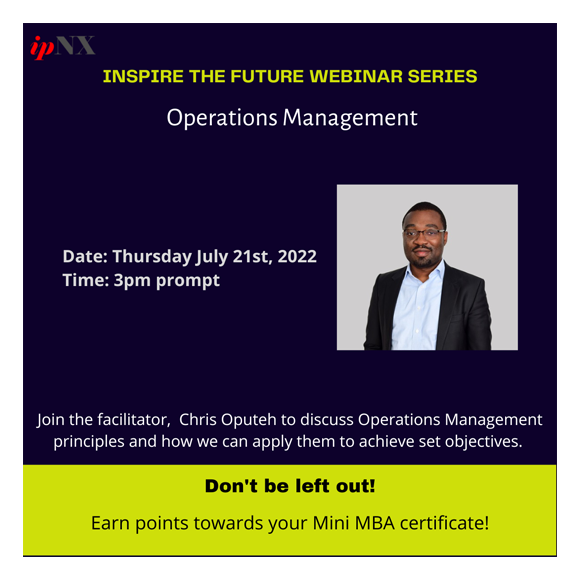 ipNX
INSPIRE THE FUTURE WEBINAR SERIES
Operations Management
Date: Thursday July 21st, 2022
Time: 3pm prompt
Join the facilitator, Chris Oputeh to discuss Operations Management
principles and how we can apply them to achieve set objectives.
Don't be left out!
Earn points towards your Mini MBA certificate!